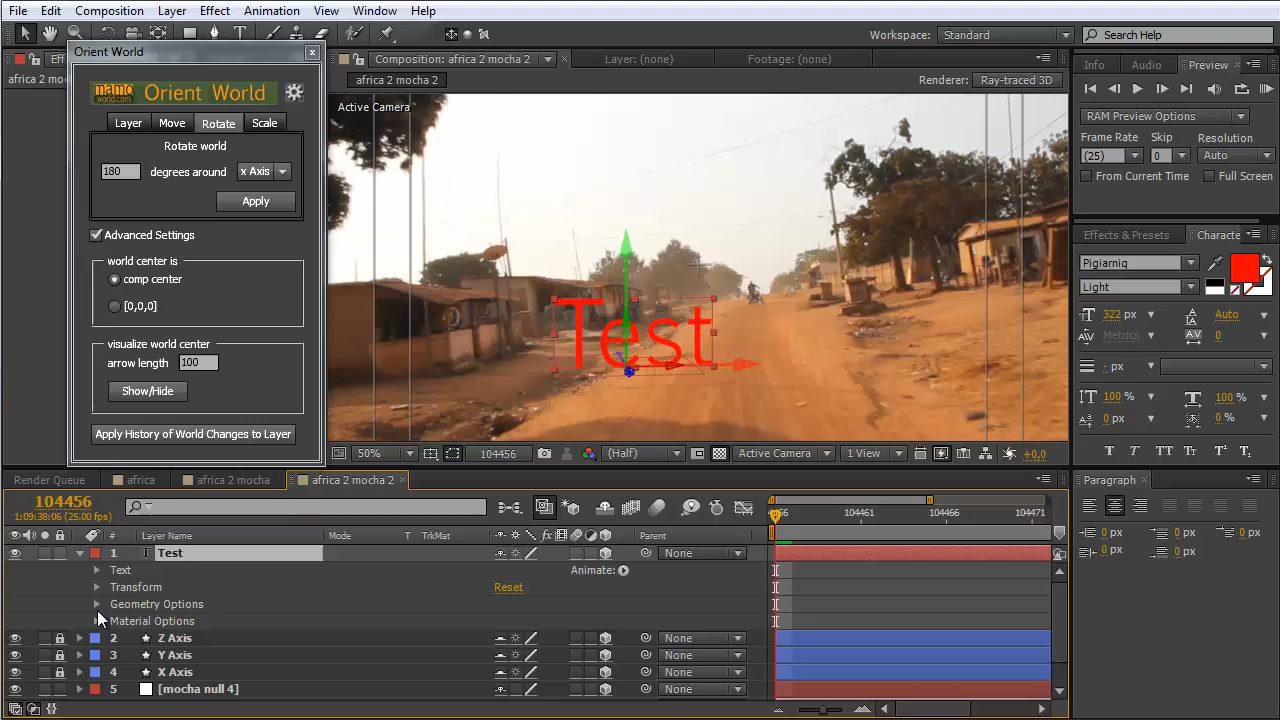 File Edit Composition Layer Effect Animation View Window Help
Workspace: Standard Search Help
Orient World
Composition: africa 2 mocha 2 Layer: (none) Footage: (none)
africa 2 mocha 2 Renderer: Ray-traced 3D
Active Camera
mamo world.com Orient World
Layer Move Rotate Scale
Rotate world
180 degrees around x Axis
Apply
Advanced Settings
world center is
comp center
[0,0,0]
visualize world center
arrow length 100
Show/Hide
Apply History of World Changes to Layer
Test
50% 104456 (Half) Active Camera 1 View +0,0
Info Audio Preview
RAM Preview Options
Frame Rate Skip Resolution
(25) 0 Auto
From Current Time Full Screen
Effects & Presets Characte
Pigiarniq
Light
322 px Auto
Metrics 0
- px
100 % 100 %
0 px 0 %
T T TT Tt T¹ T₁
Paragraph
0 px 0 px 0 px
0 px 0 px
Render Queue africa africa 2 mocha africa 2 mocha 2
104456
1:09:38:06 (25.00 fps)
104461 104466 104471
# Layer Name Mode T TrkMat Parent
1 T Test None
Text Animate:
Transform Reset
Geometry Options
Material Options
2 Z Axis None
3 Y Axis None
4 X Axis None
5 [mocha null 4] None